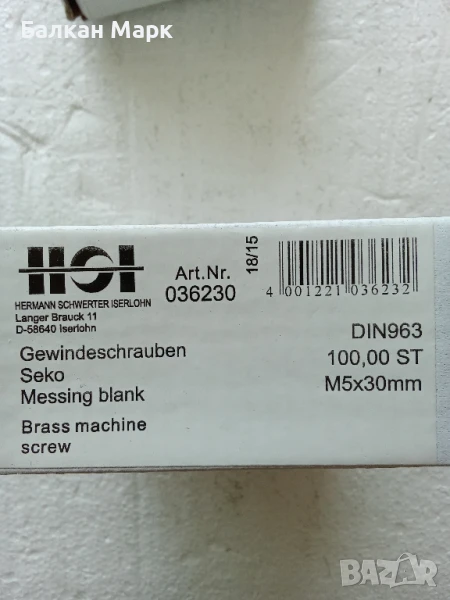 Балкан Марк
HSI
HERMANN SCHWERTER ISERLOHN
Langer Brauck 11
D-58640 Iserlohn
Art.Nr.
036230
18/15
4 001221 036232
Gewindeschrauben
Seko
Messing blank
DIN963
100,00 ST
M5x30mm
Brass machine
screw
BAZAR